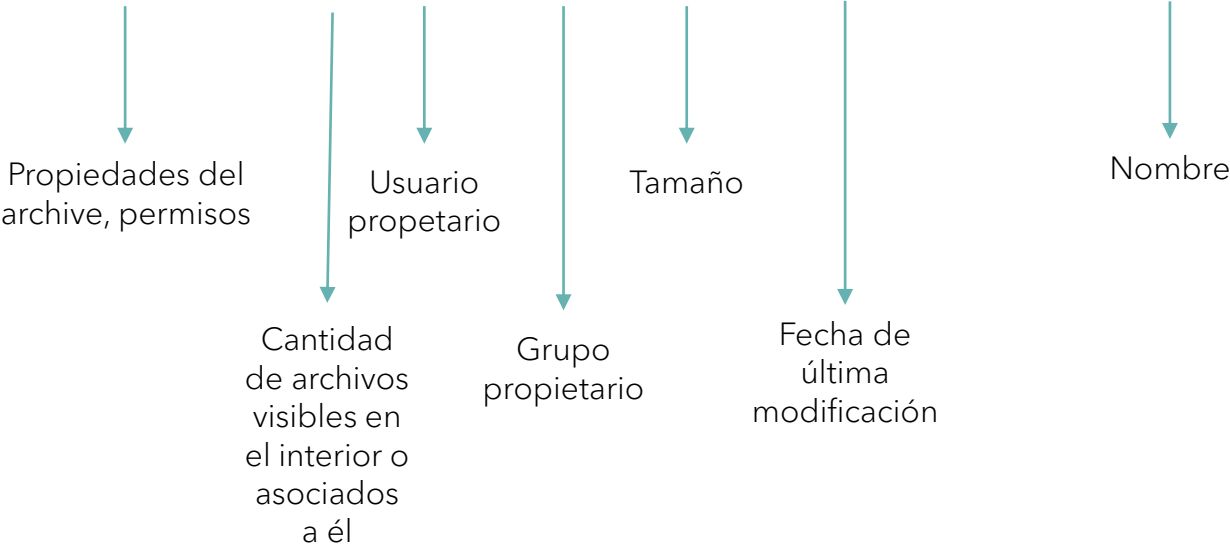 Propiedades del
archive, permisos
Usuario
propetario
Tamaño
Nombre
Cantidad
de archivos
visibles en
el interior o
asociados
a él
Grupo
propietario
Fecha de
última
modificación